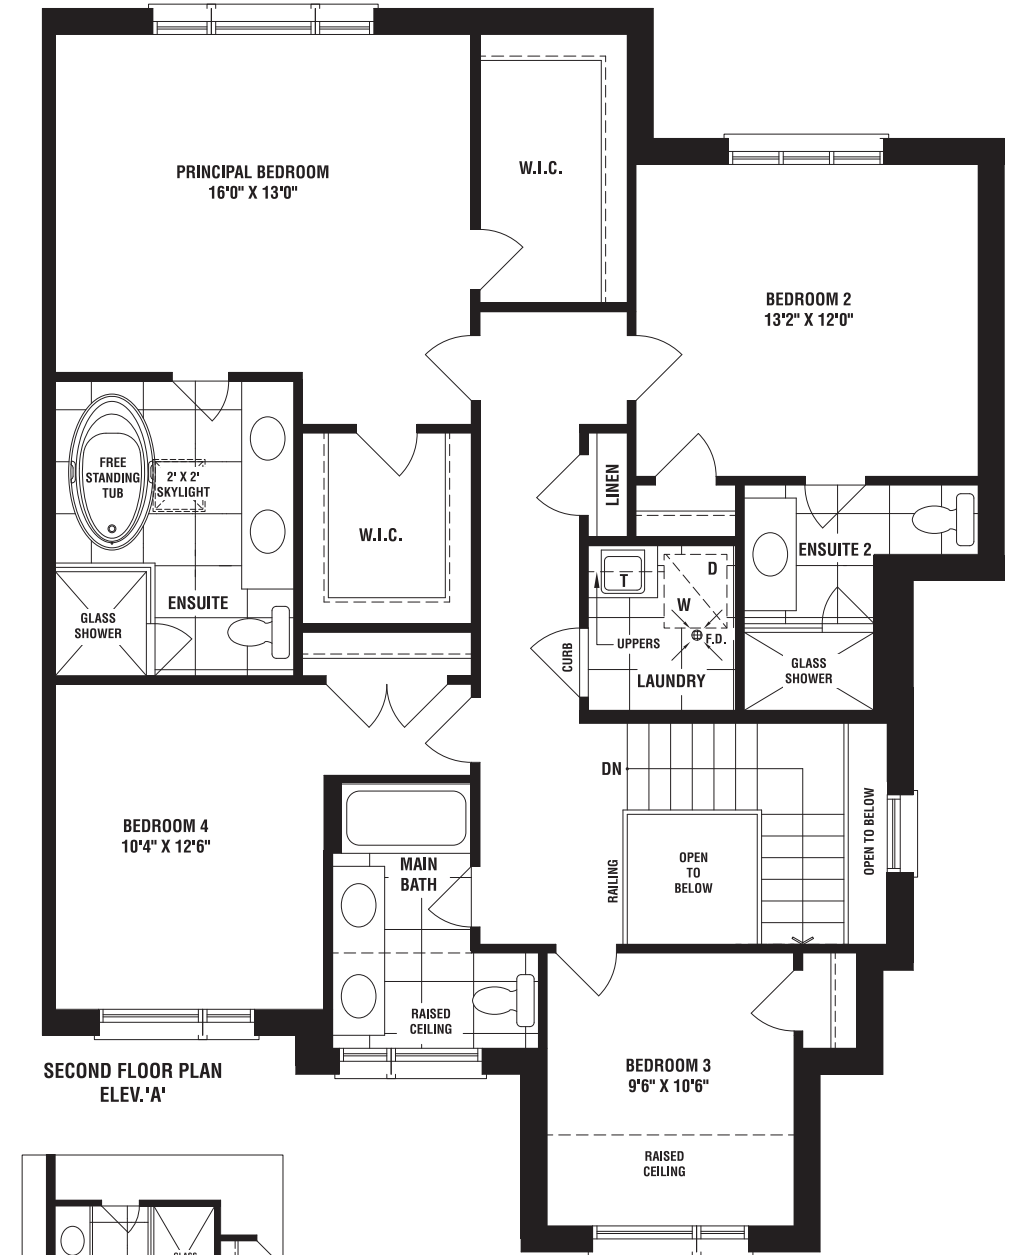 PRINCIPAL BEDROOM
16'0" X 13'0"
W.I.C.
BEDROOM 2
13'2" X 12'0"
FREE
STANDING
TUB
2' X 2'
SKYLIGHT
W.I.C.
LINEN
ENSUITE 2
T
D
W
F.D.
UPPERS
CURB
LAUNDRY
ENSUITE
GLASS
SHOWER
GLASS
SHOWER
DN
BEDROOM 4
10'4" X 12'6"
MAIN
BATH
RAILING
OPEN
TO
BELOW
OPEN TO BELOW
RAISED
CEILING
SECOND FLOOR PLAN
ELEV.'A'
BEDROOM 3
9'6" X 10'6"
RAISED
CEILING